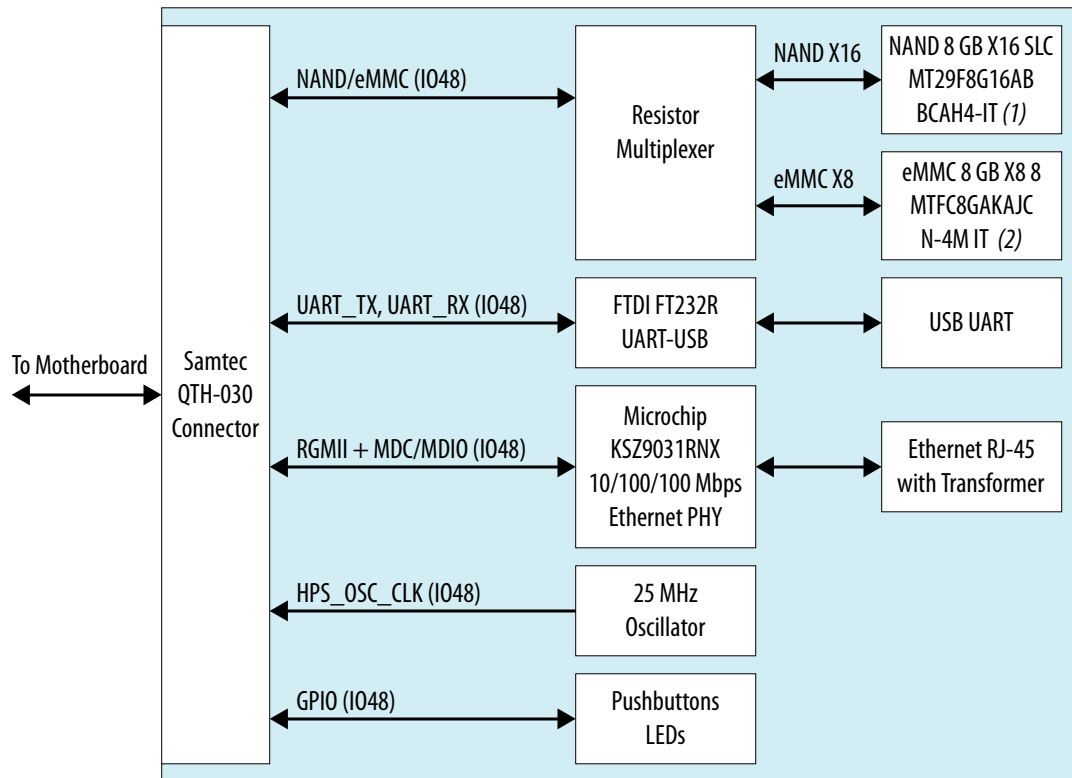 To Motherboard
Samtec
QTH-030
Connector
NAND/eMMC (IO48)
Resistor
Multiplexer
NAND X16
NAND 8 GB X16 SLC
MT29F8G16AB
BCAH4-IT (1)
eMMC X8
eMMC 8 GB X8 8
MTFC8GAKAJC
N-4M IT (2)
UART_TX, UART_RX (IO48)
FTDI FT232R
UART-USB
USB UART
RGMII + MDC/MDIO (IO48)
Microchip
KSZ9031RNX
10/100/100 Mbps
Ethernet PHY
Ethernet RJ-45
with Transformer
HPS_OSC_CLK (IO48)
25 MHz
Oscillator
GPIO (IO48)
Pushbuttons
LEDs